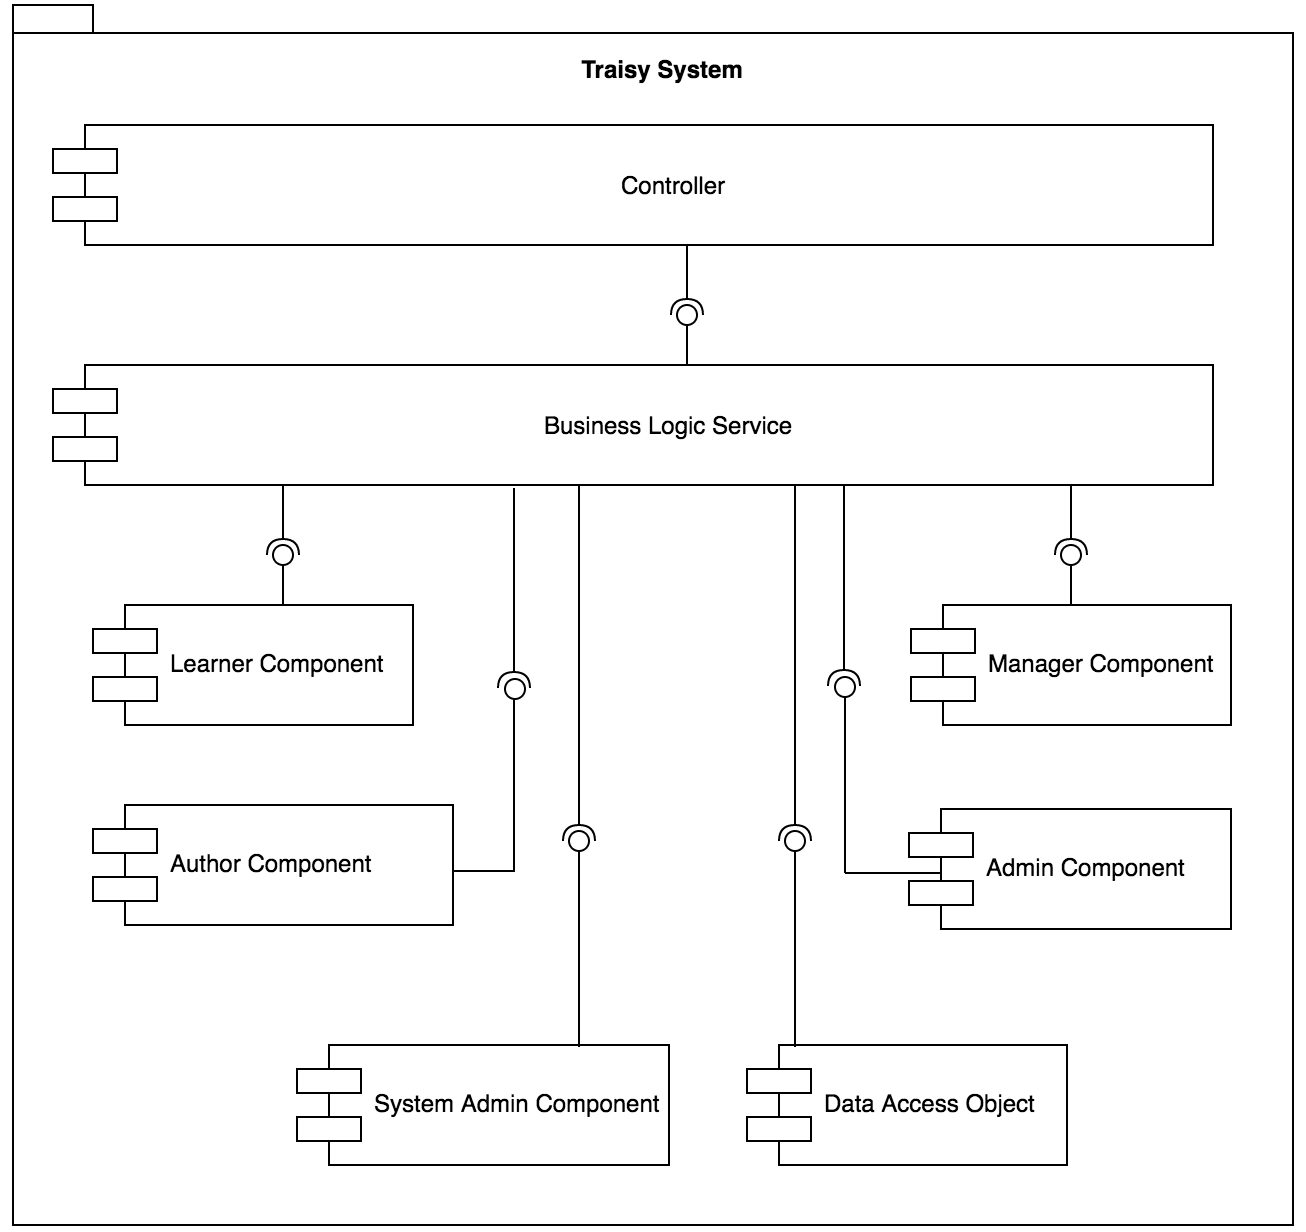 Traisy System
Controller
Business Logic Service
Learner Component
Manager Component
Author Component
Admin Component
System Admin Component
Data Access Object